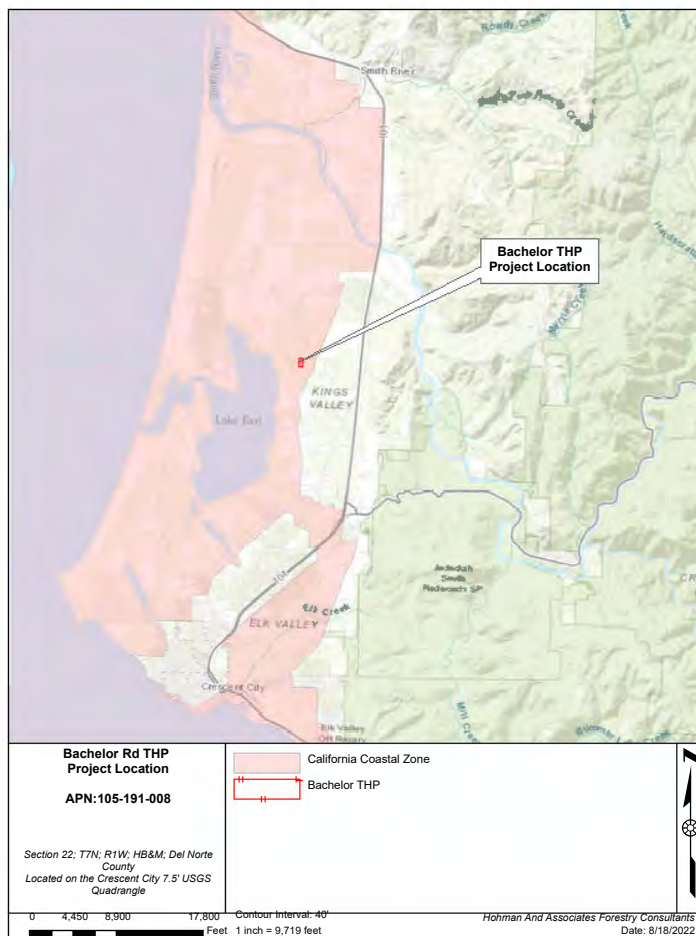 Rowdy Creek
Smith River
101
Bachelor THP
Project Location
KINGS
VALLEY
Lake Earl
Jedediah
Smith
Redwoods SP
101
Elk Creek
ELK VALLEY
Crescent City
Mill Creek
Elk Valley
Bachelor Rd THP
Project Location
APN:105-191-008
Section 22; T7N; R1W; HB&M; Del Norte
County
Located on the Crescent City 7.5' USGS
Quadrangle
California Coastal Zone
Bachelor THP
0 4,450 8,900 17,800
Feet
Contour Interval: 40'
1 inch = 9,719 feet
Hohman And Associates Forestry Consultants
Date: 8/18/2022